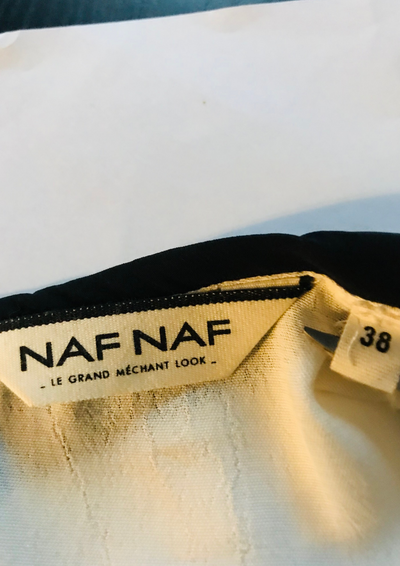 NAF NAF
- LE GRAND MÉCHANT LOOK -
38